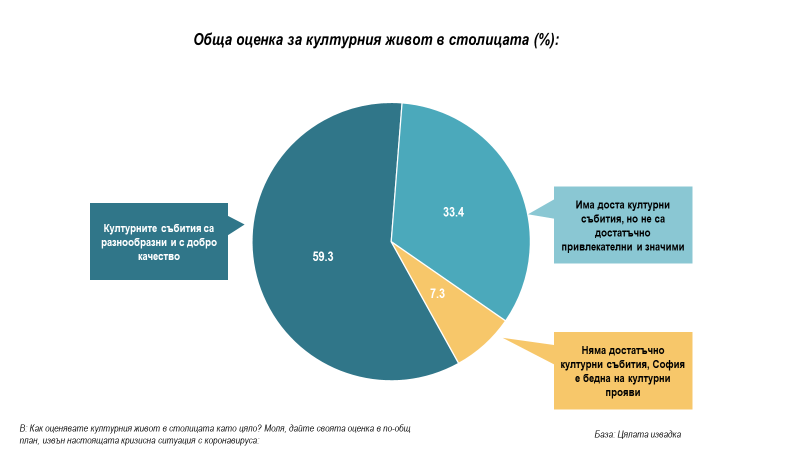 Обща оценка за културния живот в столицата (%):
33.4
59.3
7.3
Културните събития са
разнообразни и с добро
качество
Има доста културни
събития, но не са
достатъчно
привлекателни и значими
Няма достатъчно
културни събития, София
е бедна на културни
прояви
В: Как оценявате културния живот в столицата като цяло? Моля, дайте своята оценка в по-общ
план, извън настоящата кризисна ситуация с коронавируса:
База: Цялата извадка